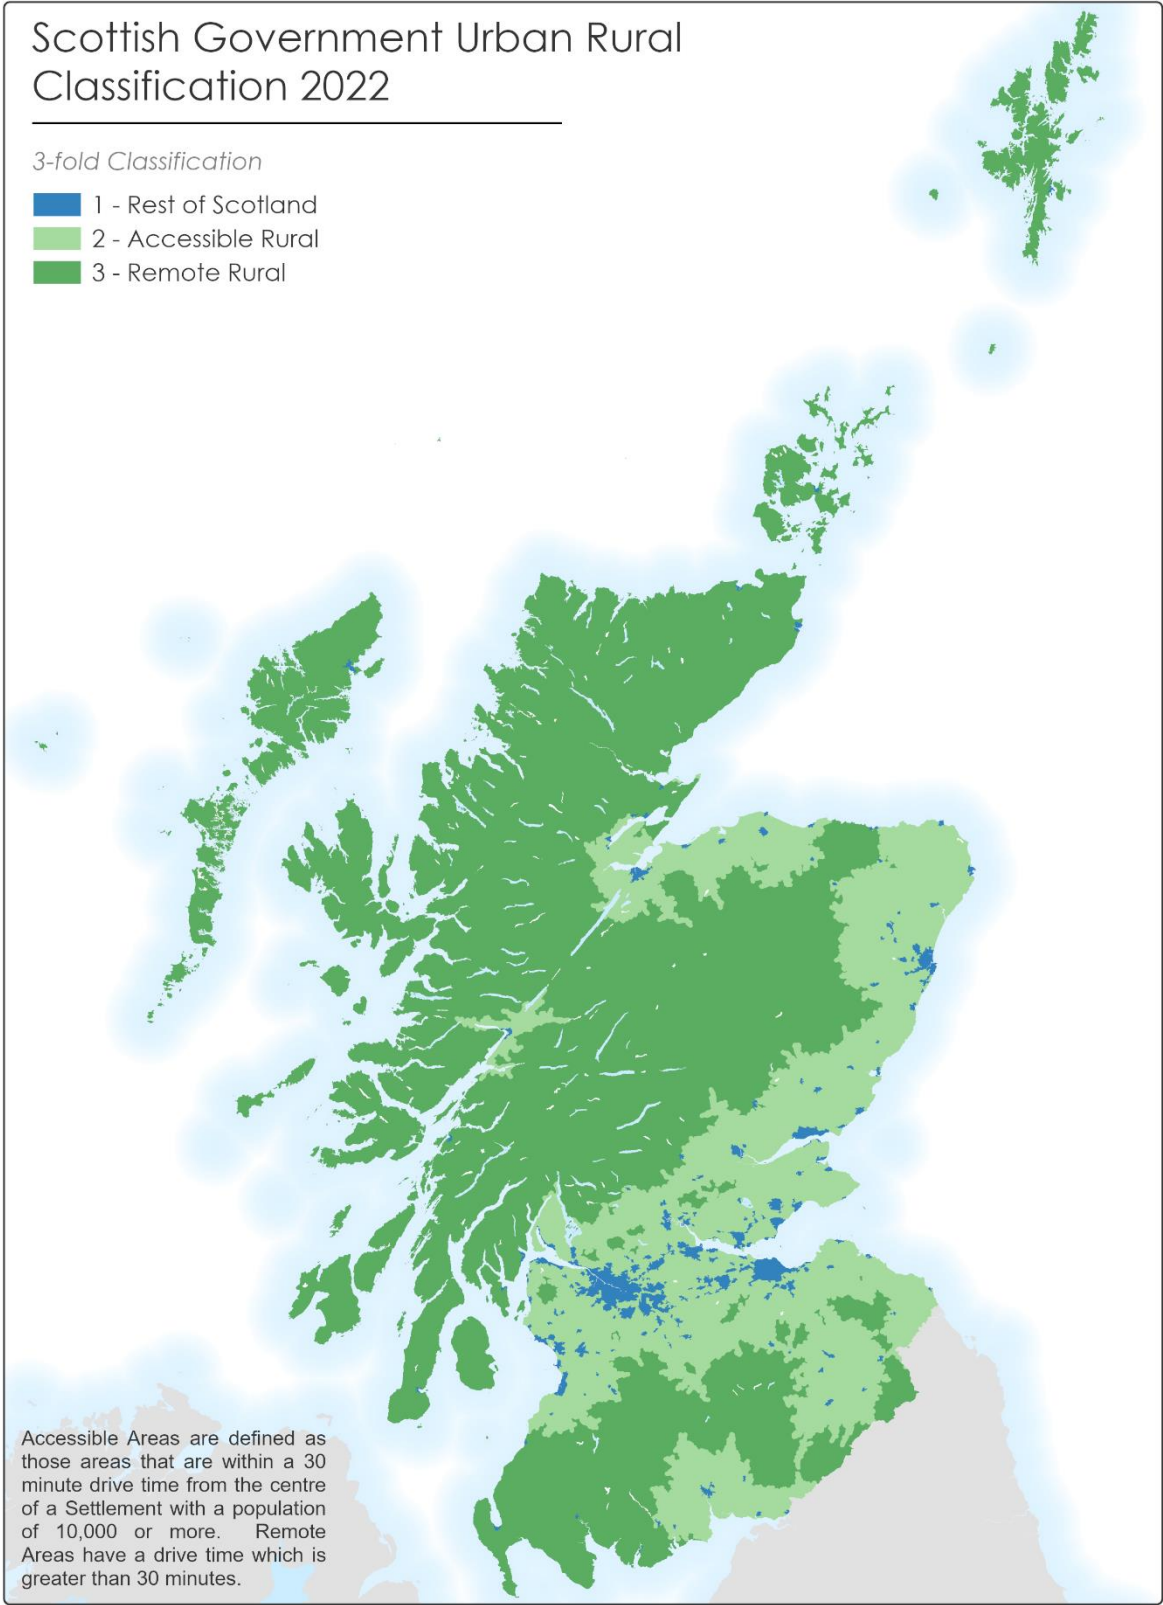 Scottish Government Urban Rural
Classification 2022
3-fold Classification
1 - Rest of Scotland
2 - Accessible Rural
3 - Remote Rural
Accessible Areas are defined as
those areas that are within a 30
minute drive time from the centre
of a Settlement with a population
of 10,000 or more. Remote
Areas have a drive time which is
greater than 30 minutes.